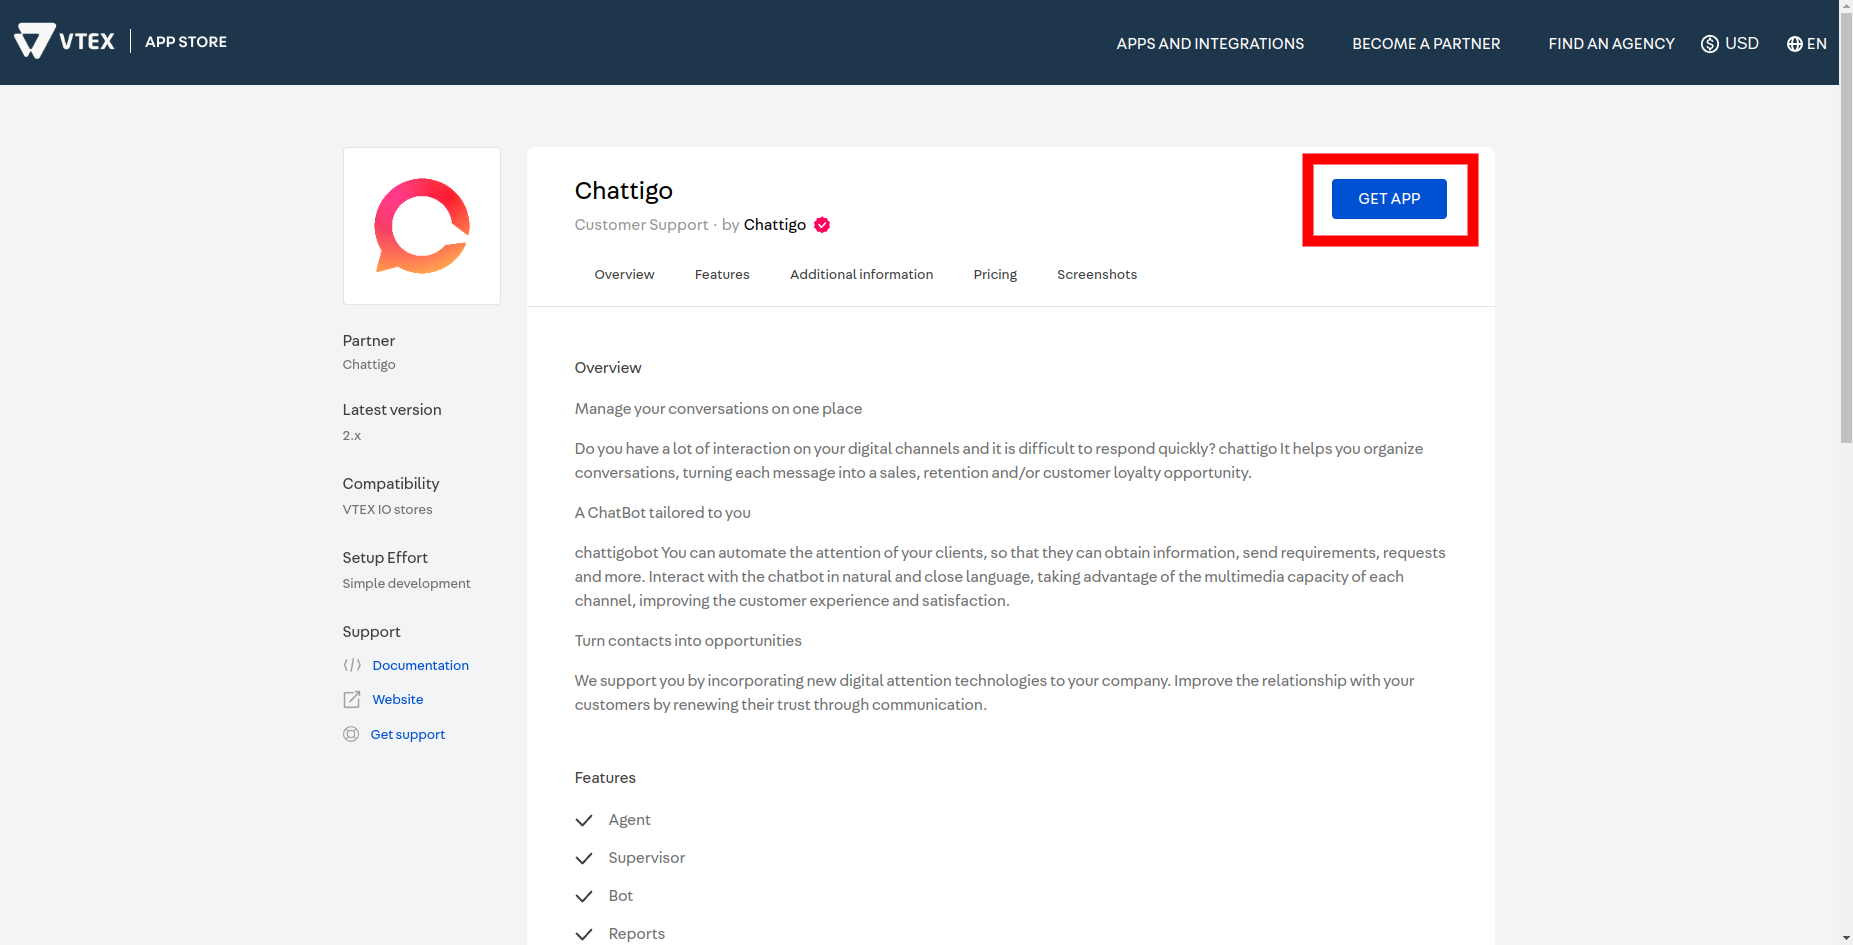 VTEX
APP STORE
APPS AND INTEGRATIONS
BECOME A PARTNER
FIND AN AGENCY
USD
EN
Chattigo
Customer Support · by Chattigo
GET APP
Overview
Features
Additional information
Pricing
Screenshots
Partner
Chattigo
Latest version
2.x
Compatibility
VTEX IO stores
Setup Effort
Simple development
Support
Documentation
Website
Get support
Overview
Manage your conversations on one place
Do you have a lot of interaction on your digital channels and it is difficult to respond quickly? chattigo It helps you organize
conversations, turning each message into a sales, retention and/or customer loyalty opportunity.
A ChatBot tailored to you
chattigobot You can automate the attention of your clients, so that they can obtain information, send requirements, requests
and more. Interact with the chatbot in natural and close language, taking advantage of the multimedia capacity of each
channel, improving the customer experience and satisfaction.
Turn contacts into opportunities
We support you by incorporating new digital attention technologies to your company. Improve the relationship with your
customers by renewing their trust through communication.
Features
Agent
Supervisor
Bot
Reports